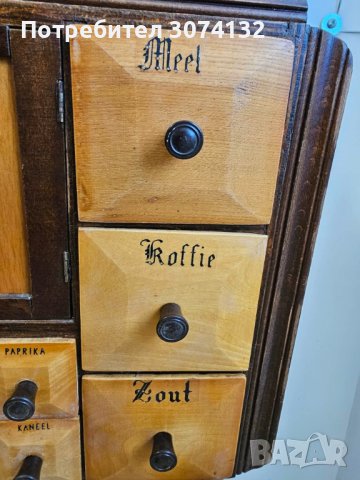 Потребител 3074132
Meel
Koffie
PAPRIKA
Zout
KANEEL
bazar